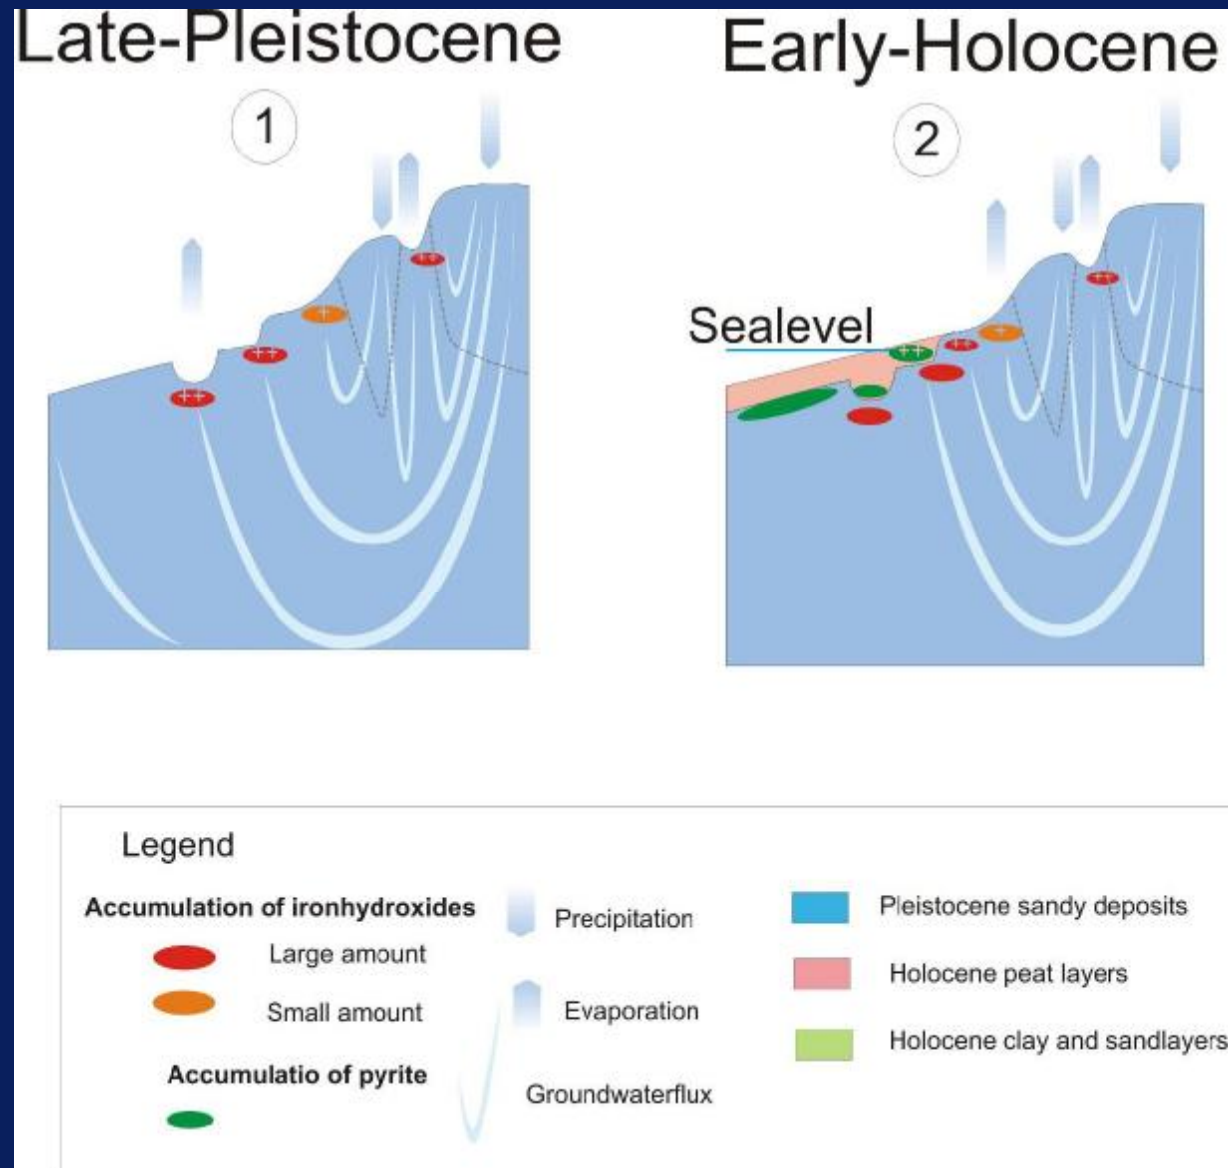 Late-Pleistocene
Early-Holocene
1
2
++
+
++
++
Sealevel
++
++
+
++
Legend
Accumulation of ironhydroxides
Large amount
Small amount
Accumulatio of pyrite
Precipitation
Evaporation
Groundwaterflux
Pleistocene sandy deposits
Holocene peat layers
Holocene clay and sandlayers